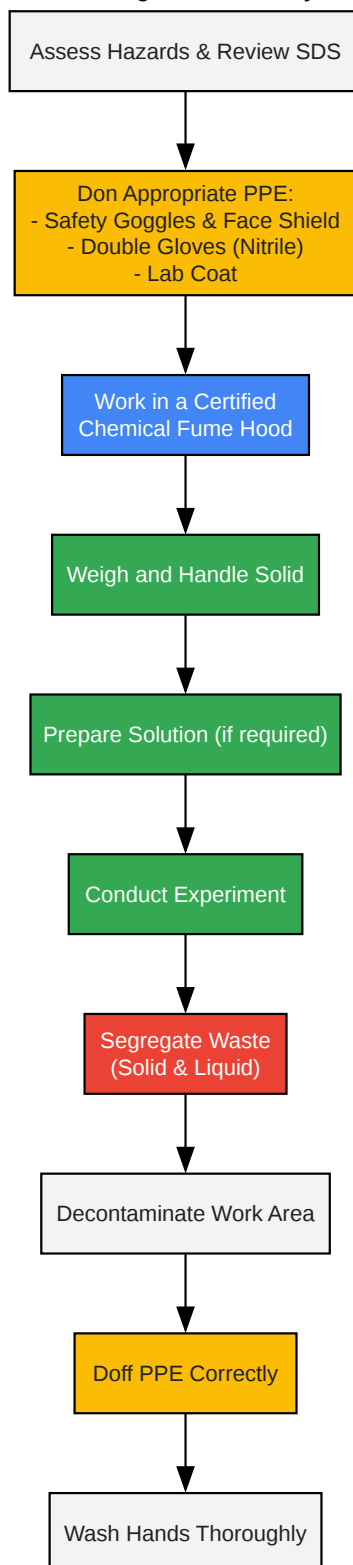 Assess Hazards & Review SDS
Don Appropriate PPE:
- Safety Goggles & Face Shield
- Double Gloves (Nitrile)
- Lab Coat
Work in a Certified
Chemical Fume Hood
Weigh and Handle Solid
Prepare Solution (if required)
Conduct Experiment
Segregate Waste
(Solid & Liquid)
Decontaminate Work Area
Doff PPE Correctly
Wash Hands Thoroughly